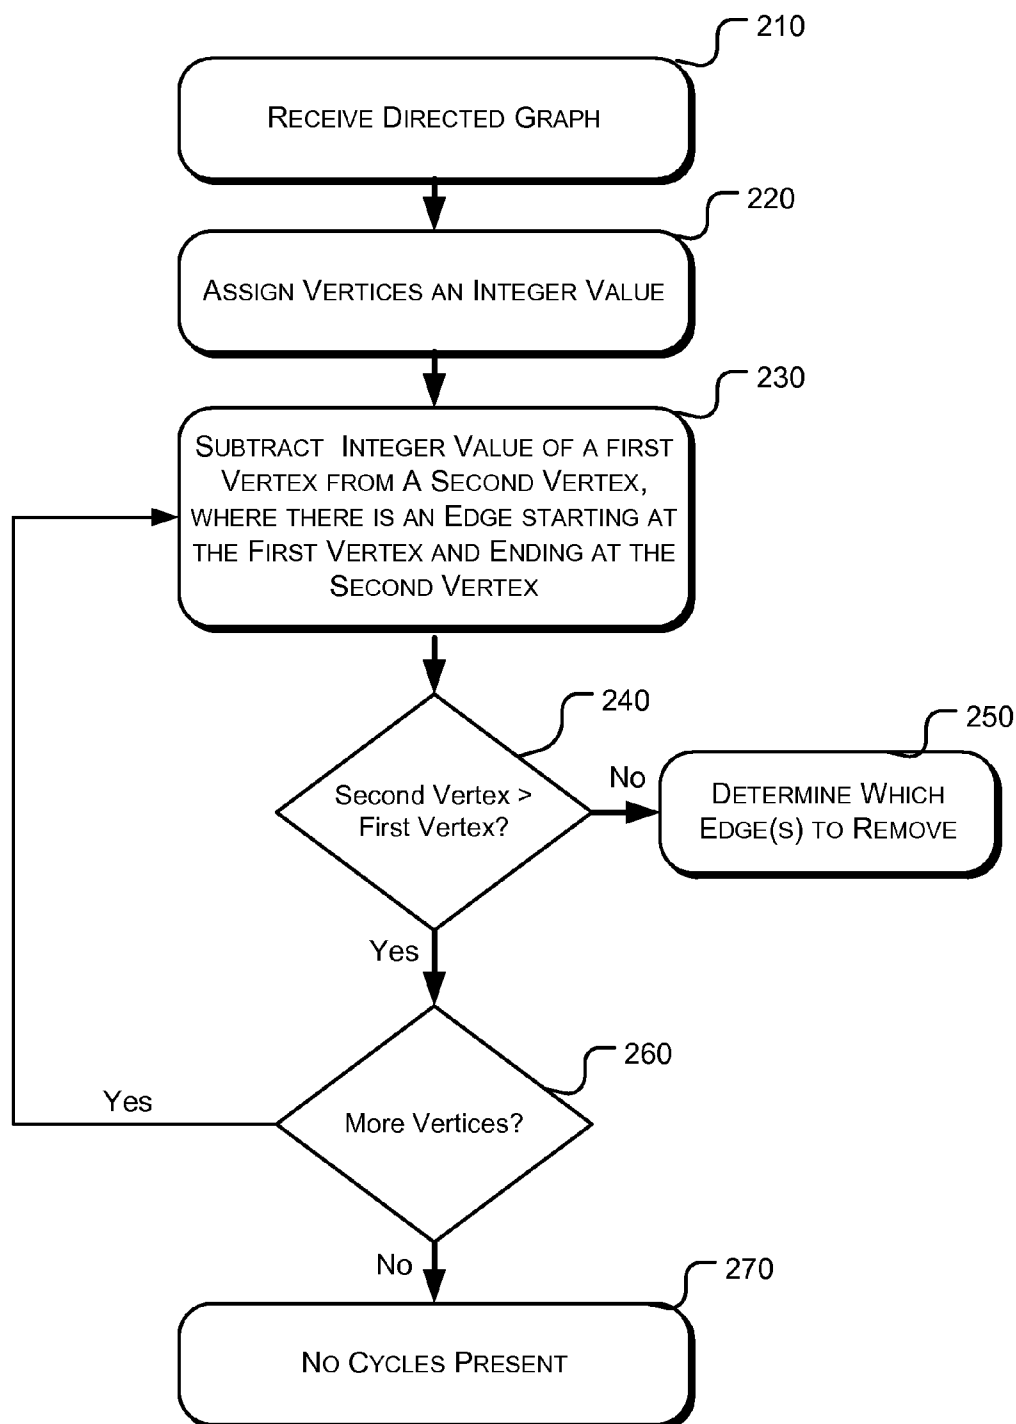 210
RECEIVE DIRECTED GRAPH
220
ASSIGN VERTICES AN INTEGER VALUE
230
SUBTRACT INTEGER VALUE OF A FIRST
VERTEX FROM A SECOND VERTEX,
WHERE THERE IS AN EDGE STARTING AT
THE FIRST VERTEX AND ENDING AT THE
SECOND VERTEX
240
Second Vertex >
First Vertex?
No
250
DETERMINE WHICH
EDGE(S) TO REMOVE
Yes
260
More Vertices?
Yes
No
270
NO CYCLES PRESENT